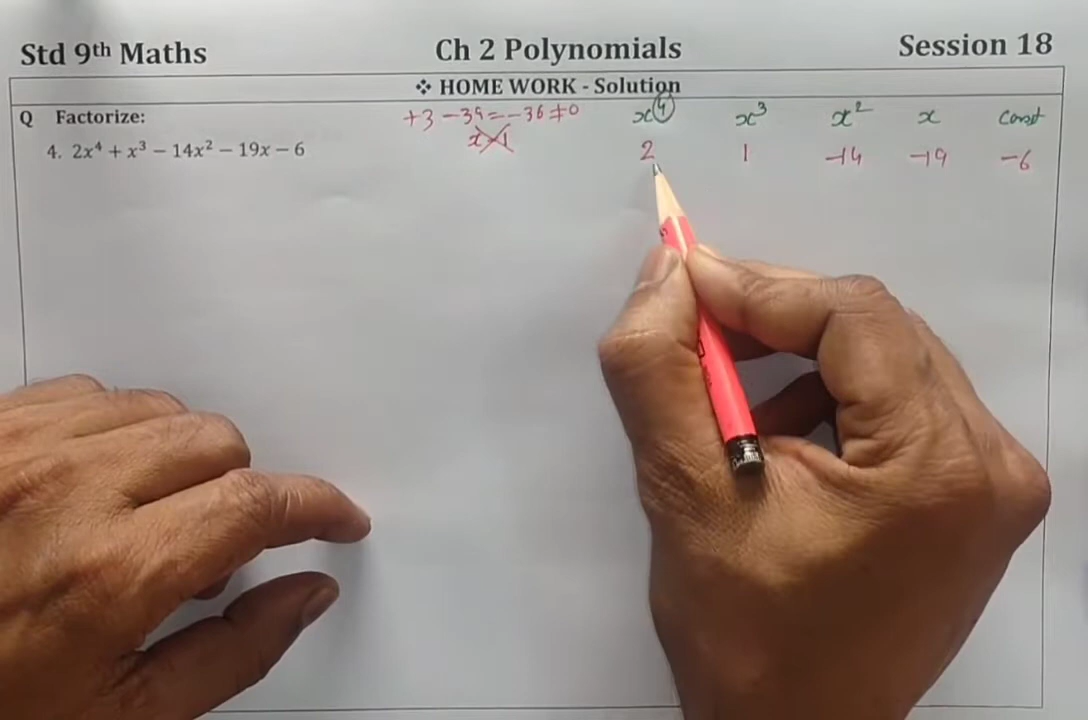 Std 9th Maths Ch 2 Polynomials Session 18
❖ HOME WORK - Solution
Q Factorize: +3 -39 = -36 ≠ 0 x⁴ x³ x² x const
4. 2x⁴ + x³ − 14x² − 19x − 6 x-1 2 1 -14 -19 -6